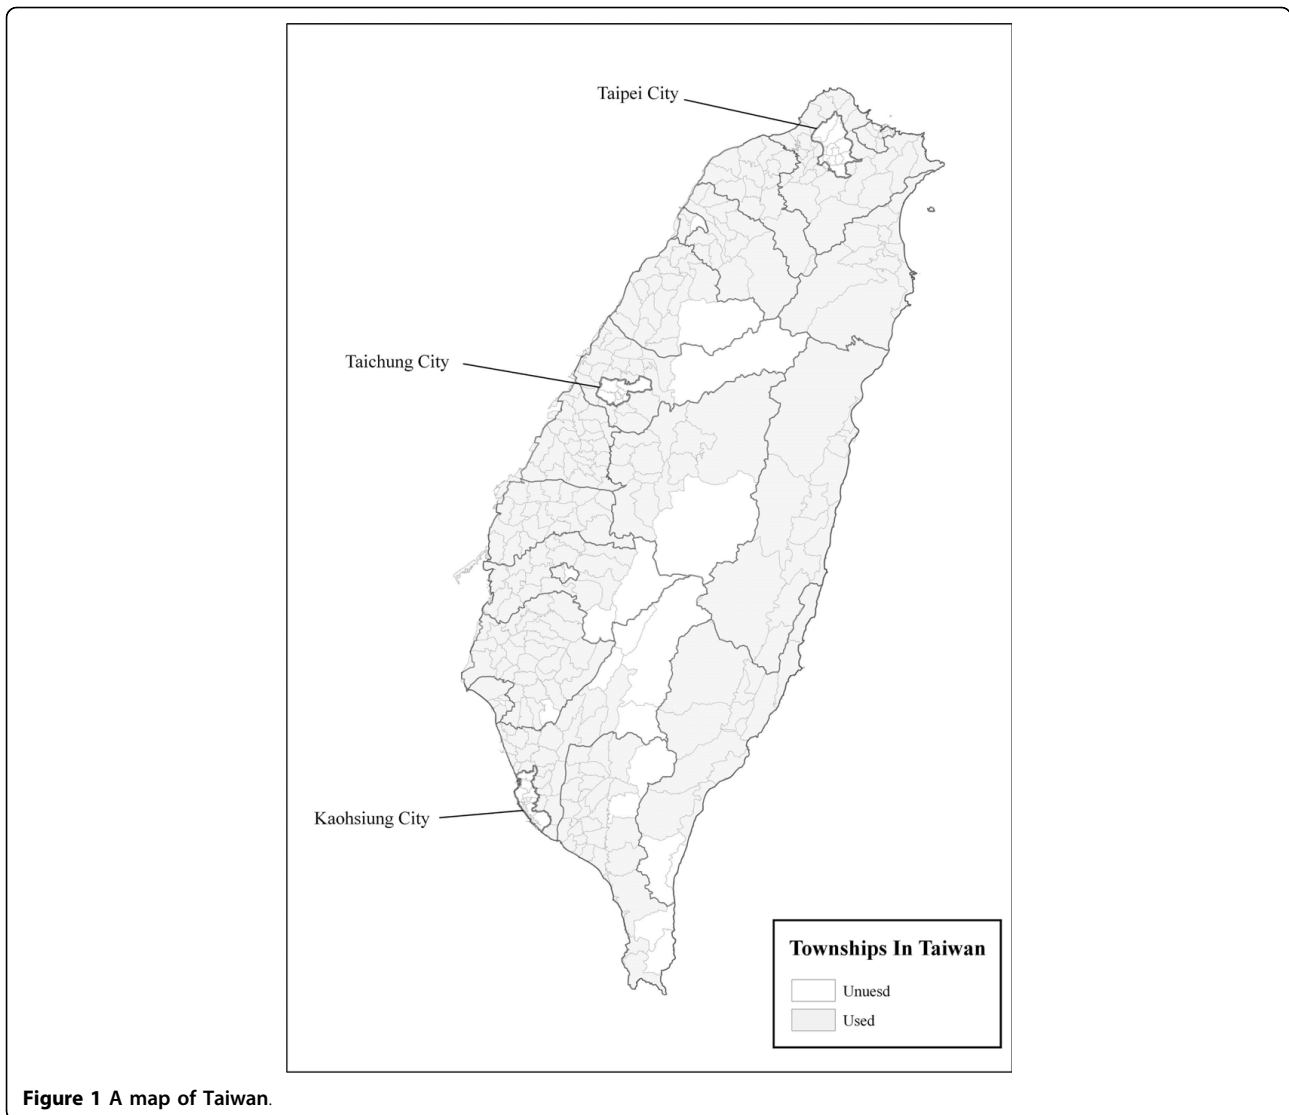 Taipei City
Taichung City
Kaohsiung City
Townships In Taiwan
Unuesd
Used
Figure 1 A map of Taiwan.